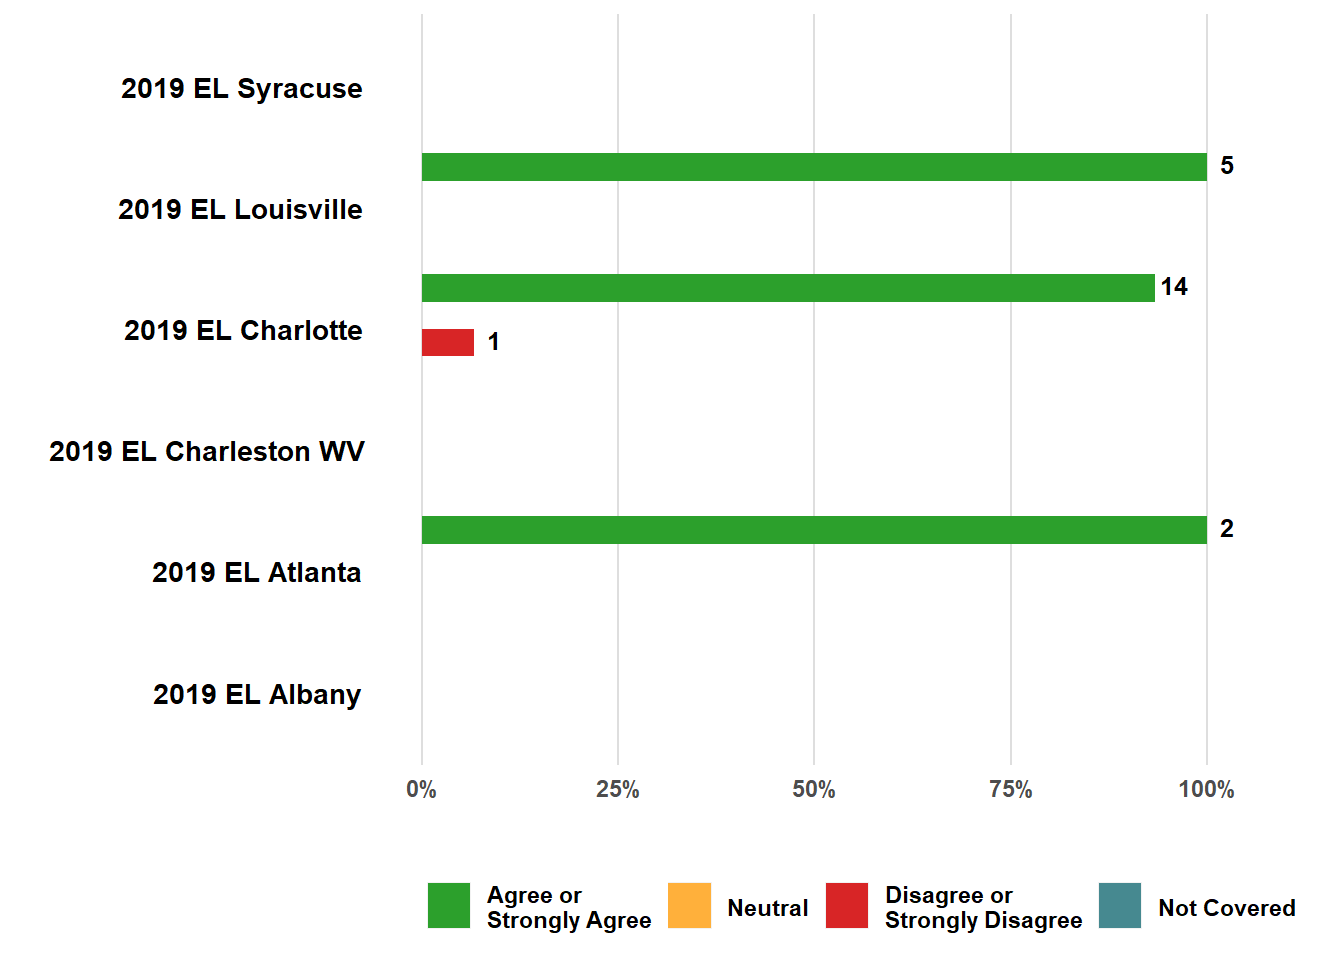 2019 EL Syracuse
5
2019 EL Louisville
14
2019 EL Charlotte
1
2019 EL Charleston WV
2
2019 EL Atlanta
2019 EL Albany
0% 25% 50% 75% 100%
Agree or
Strongly Agree
Neutral
Disagree or
Strongly Disagree
Not Covered